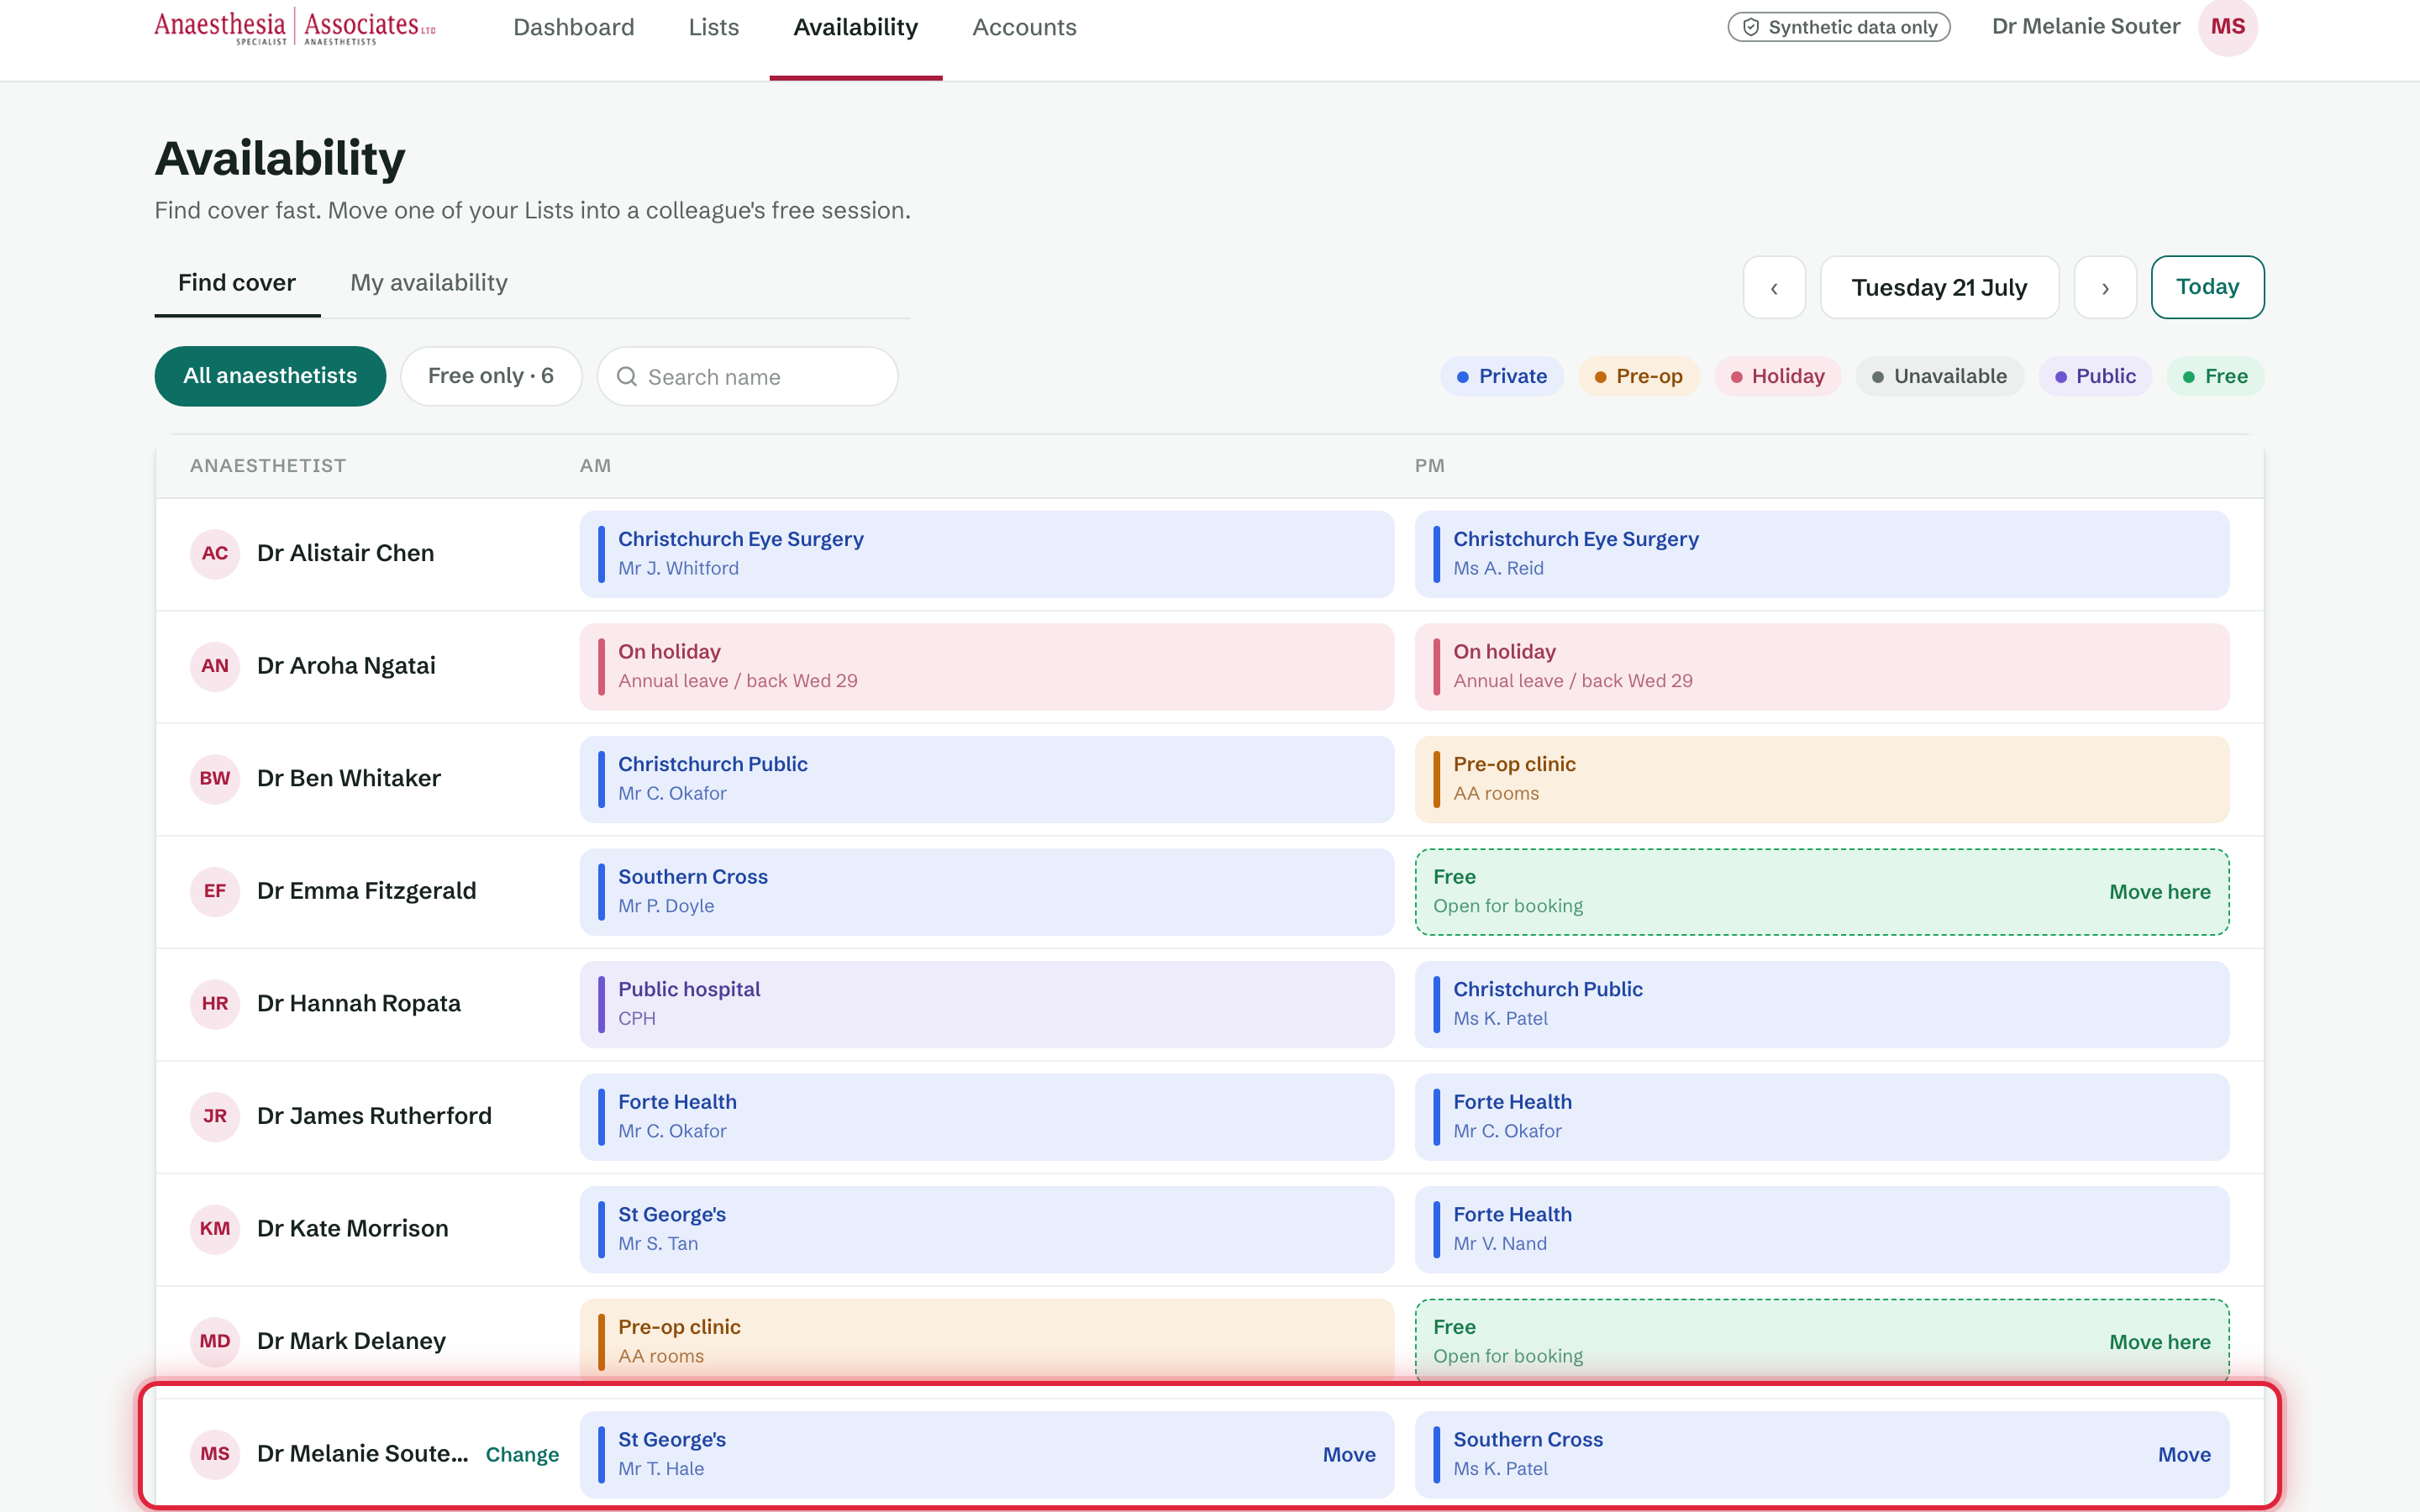 Anaesthesia | Associates LTD
SPECIALIST ANAESTHETISTS
Dashboard
Lists
Availability
Accounts
Synthetic data only
Dr Melanie Souter
MS
Availability
Find cover fast. Move one of your Lists into a colleague's free session.
Find cover
My availability
‹
Tuesday 21 July
›
Today
All anaesthetists
Free only · 6
Search name
Private
Pre-op
Holiday
Unavailable
Public
Free
ANAESTHETIST
AM
PM
AC
Dr Alistair Chen
Christchurch Eye Surgery
Mr J. Whitford
Christchurch Eye Surgery
Ms A. Reid
AN
Dr Aroha Ngatai
On holiday
Annual leave / back Wed 29
On holiday
Annual leave / back Wed 29
BW
Dr Ben Whitaker
Christchurch Public
Mr C. Okafor
Pre-op clinic
AA rooms
EF
Dr Emma Fitzgerald
Southern Cross
Mr P. Doyle
Free
Open for booking
Move here
HR
Dr Hannah Ropata
Public hospital
CPH
Christchurch Public
Ms K. Patel
JR
Dr James Rutherford
Forte Health
Mr C. Okafor
Forte Health
Mr C. Okafor
KM
Dr Kate Morrison
St George's
Mr S. Tan
Forte Health
Mr V. Nand
MD
Dr Mark Delaney
Pre-op clinic
AA rooms
Free
Open for booking
Move here
MS
Dr Melanie Soute...
Change
St George's
Mr T. Hale
Move
Southern Cross
Ms K. Patel
Move